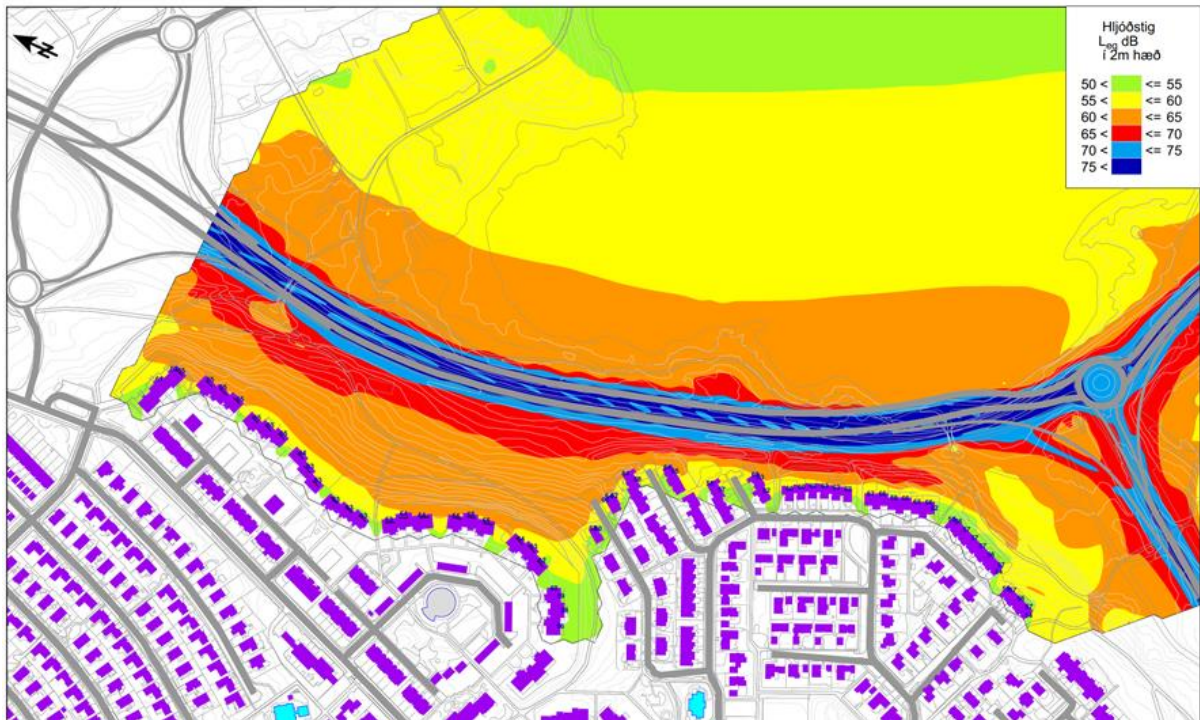 N
Hljóðstig
Leq dB
í 2m hæð
50 < <= 55
55 < <= 60
60 < <= 65
65 < <= 70
70 < <= 75
75 <